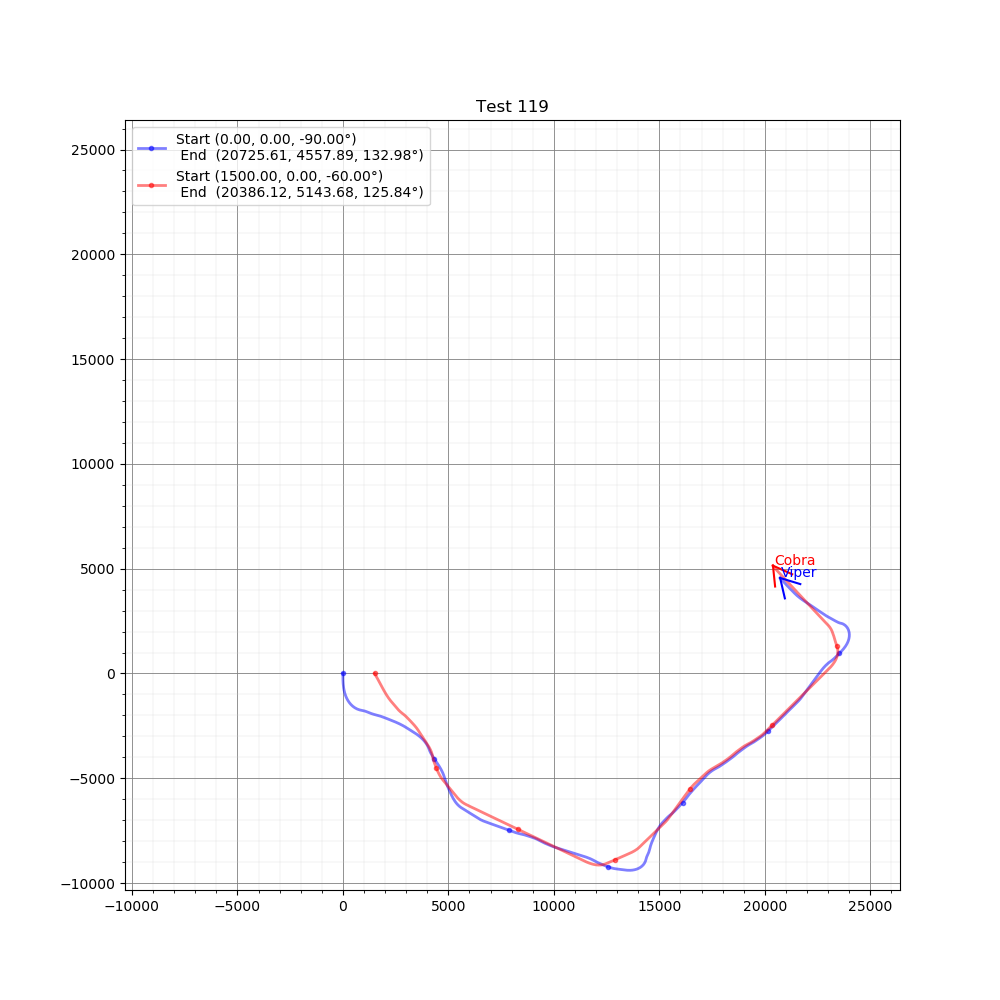 Test 119
Start (0.00, 0.00, -90.00°)
End  (20725.61, 4557.89, 132.98°)
Start (1500.00, 0.00, -60.00°)
End  (20386.12, 5143.68, 125.84°)
25000
20000
15000
10000
5000
0
−5000
−10000
Cobra
Viper
−10000 −5000 0 5000 10000 15000 20000 25000